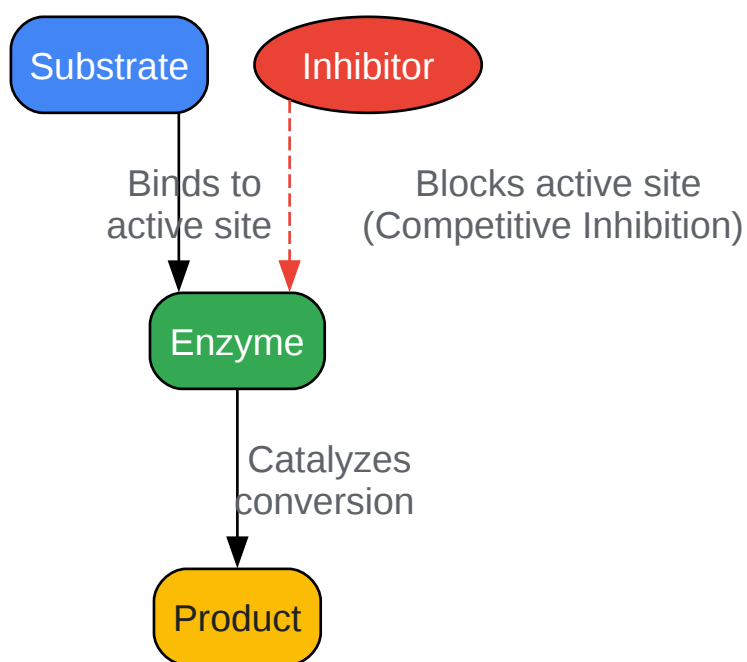 Substrate
Inhibitor
Binds to
active site
Blocks active site
(Competitive Inhibition)
Enzyme
Catalyzes
conversion
Product